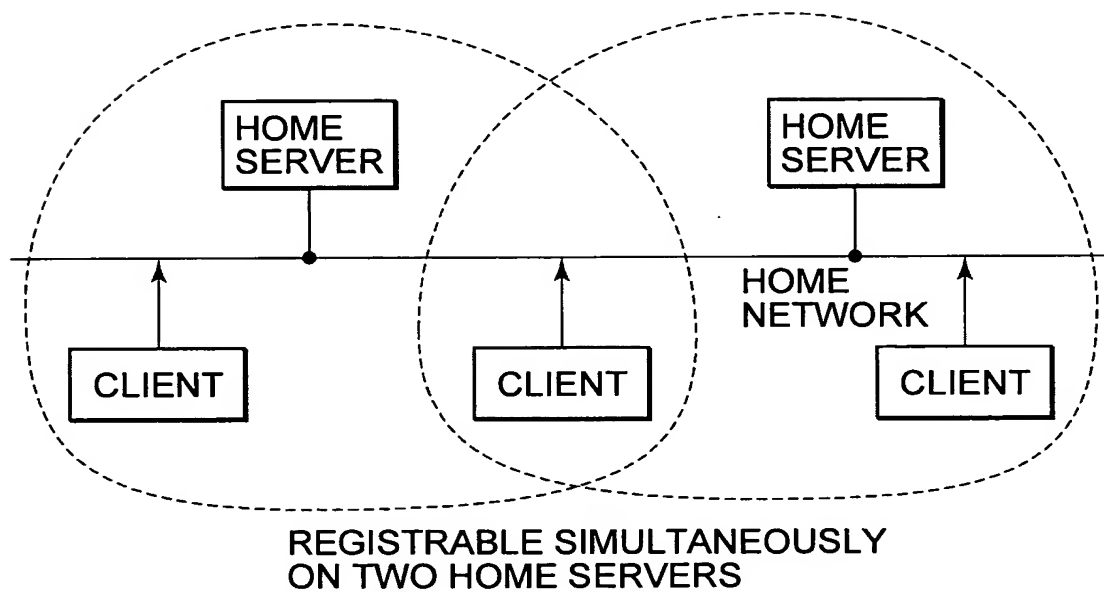 HOME
SERVER
HOME
SERVER
HOME
NETWORK
CLIENT
CLIENT
CLIENT
REGISTRABLE SIMULTANEOUSLY
ON TWO HOME SERVERS